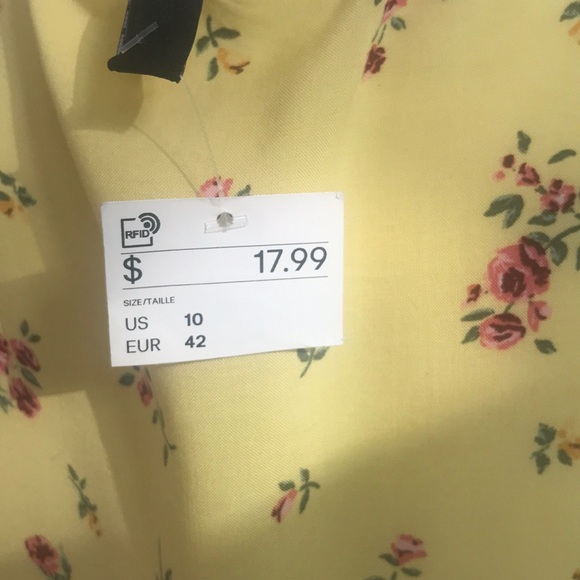 RFID
$ 17.99
SIZE/TAILLE
US 10
EUR 42